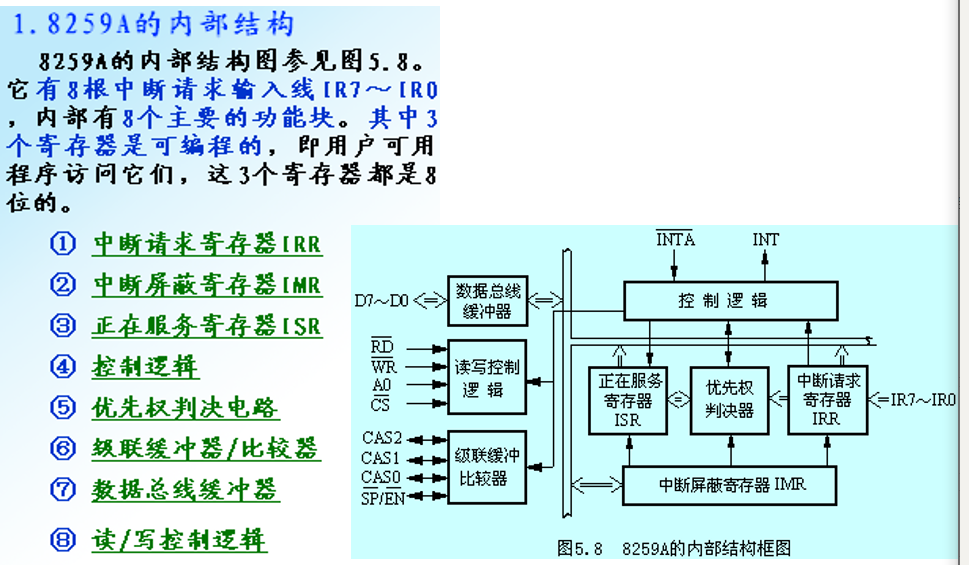 1.8259A的内部结构
8259A的内部结构图参见图5.8。
它有8根中断请求输入线IR7～IR0
，内部有8个主要的功能块。其中3
个寄存器是可编程的，即用户可用
程序访问它们，这3个寄存器都是8
位的。
① 中断请求寄存器IRR
② 中断屏蔽寄存器IMR
③ 正在服务寄存器ISR
④ 控制逻辑
⑤ 优先权判决电路
⑥ 级联缓冲器/比较器
⑦ 数据总线缓冲器
⑧ 读/写控制逻辑
INTA INT
D7～D0
数据总线
缓冲器
控制逻辑
RD
WR
A0
CS
读写控制
逻辑
正在服务
寄存器
ISR
优先权
判决器
中断请求
寄存器
IRR
IR7～IR0
CAS2
CAS1
CAS0
SP/EN
级联缓冲
比较器
中断屏蔽寄存器IMR
图5.8 8259A的内部结构框图